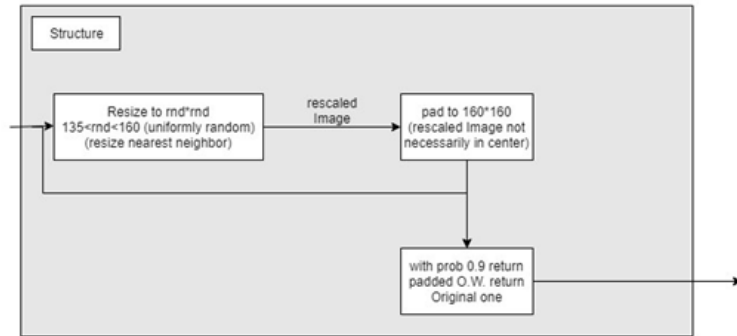 Structure
Resize to rnd*rnd
135<rnd<160 (uniformly random)
(resize nearest neighbor)
rescaled
Image
pad to 160*160
(rescaled Image not
necessarily in center)
with prob 0.9 return
padded O.W. return
Original one